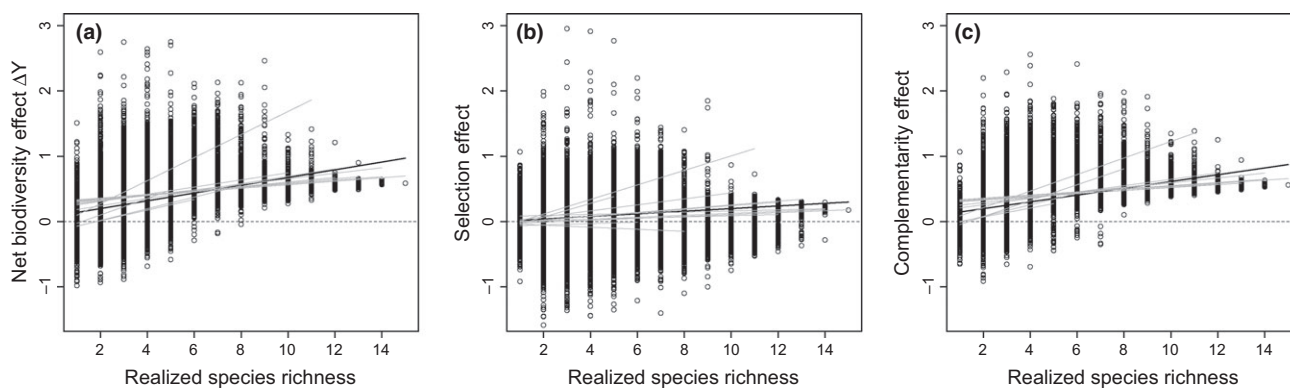 (a)
Net biodiversity effect ΔY
3
2
1
0
−1
2 4 6 8 10 12 14
Realized species richness
(b)
Selection effect
3
2
1
0
−1
2 4 6 8 10 12 14
Realized species richness
(c)
Complementarity effect
3
2
1
0
−1
2 4 6 8 10 12 14
Realized species richness